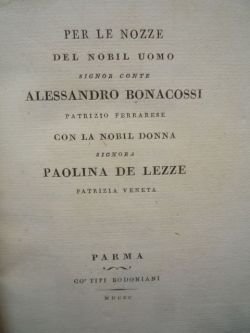 PER LE NOZZE
DEL NOBIL UOMO
SIGNOR CONTE
ALESSANDRO BONACOSSI
PATRIZIO FERRARESE
CON LA NOBIL DONNA
SIGNORA
PAOLINA DE LEZZE
PATRIZIA VENETA
PARMA
CO' TIPI BODONIANI